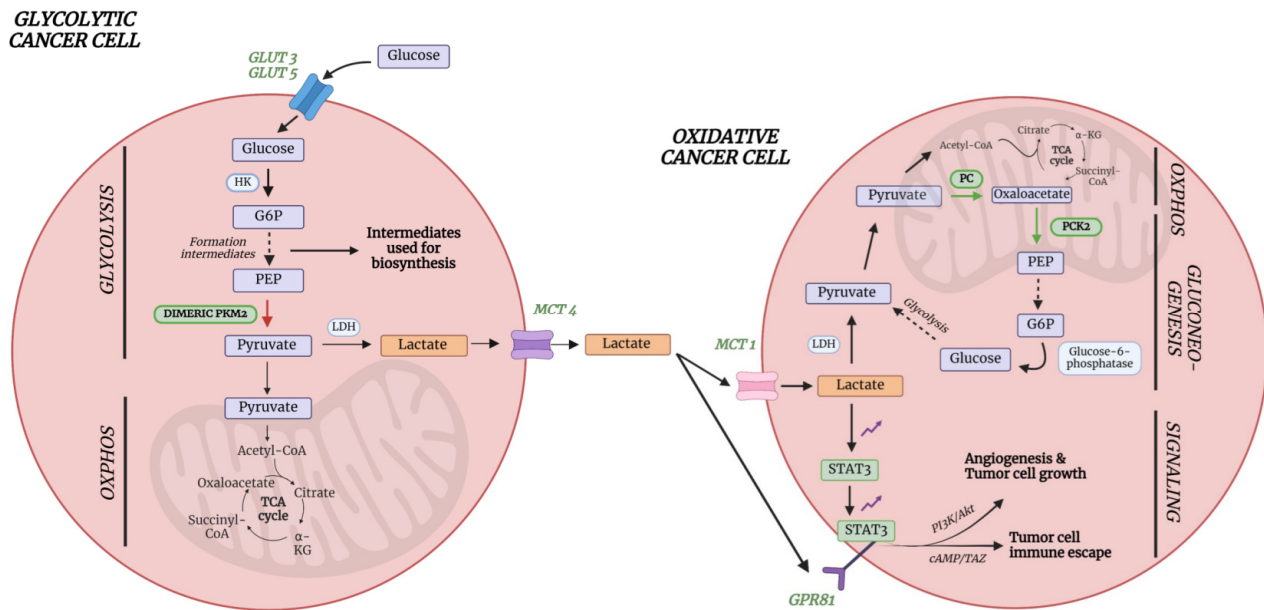 GLYCOLYTIC
CANCER CELL
GLUT 3
GLUT 5
Glucose
Glucose
HK
G6P
Formation
intermediates
Intermediates
used for
biosynthesis
PEP
DIMERIC PKM2
Pyruvate
LDH
Lactate
MCT 4
Lactate
Pyruvate
Acetyl-CoA
Oxaloacetate
Citrate
TCA
cycle
Succinyl-
CoA
α-
KG
GLYCOLYSIS
OXPHOS
OXIDATIVE
CANCER CELL
Acetyl-CoA
Citrate
α-KG
TCA
cycle
Succinyl-
CoA
Pyruvate
PC
Oxaloacetate
PCK2
PEP
Pyruvate
Glycolysis
G6P
Glucose
Glucose-6-
phosphatase
MCT 1
LDH
Lactate
STAT3
STAT3
Angiogenesis &
Tumor cell growth
PI3K/Akt
cAMP/TAZ
Tumor cell
immune escape
GPR81
OXPHOS
GLUCONEO-
GENESIS
SIGNALING